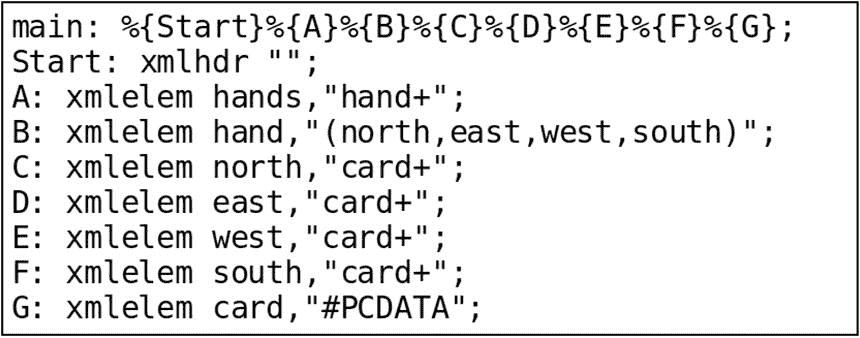 main: %{Start}%{A}%{B}%{C}%{D}%{E}%{F}%{G};
Start: xmlhdr "";
A: xmlelem hands,"hand+";
B: xmlelem hand,"(north,east,west,south)";
C: xmlelem north,"card+";
D: xmlelem east,"card+";
E: xmlelem west,"card+";
F: xmlelem south,"card+";
G: xmlelem card,"#PCDATA";